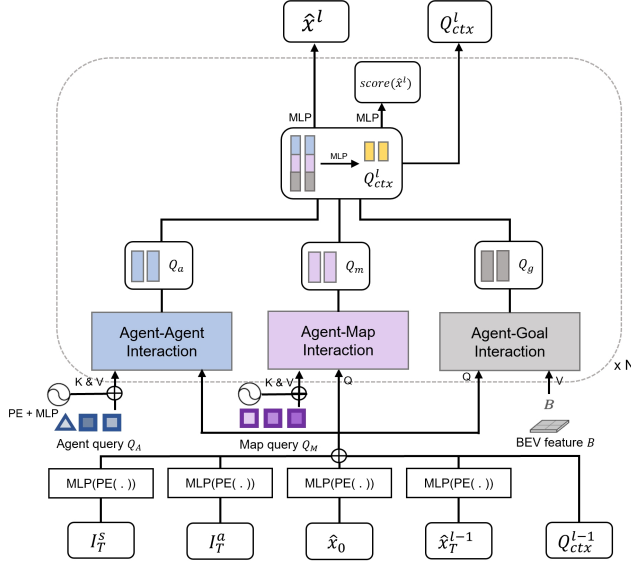 x̂^l
Q^l_ctx
score(x̂^l)
MLP
MLP
MLP
Q^l_ctx
Q_a
Q_m
Q_g
Agent-Agent
Interaction
Agent-Map
Interaction
Agent-Goal
Interaction
x N
K & V
K & V
Q
Q
V
PE + MLP
B
Agent query Q_A
Map query Q_M
BEV feature B
MLP(PE( . ))
MLP(PE( . ))
MLP(PE( . ))
MLP(PE( . ))
I^s_T
I^a_T
x̂_0
x̂^{l-1}_T
Q^{l-1}_ctx